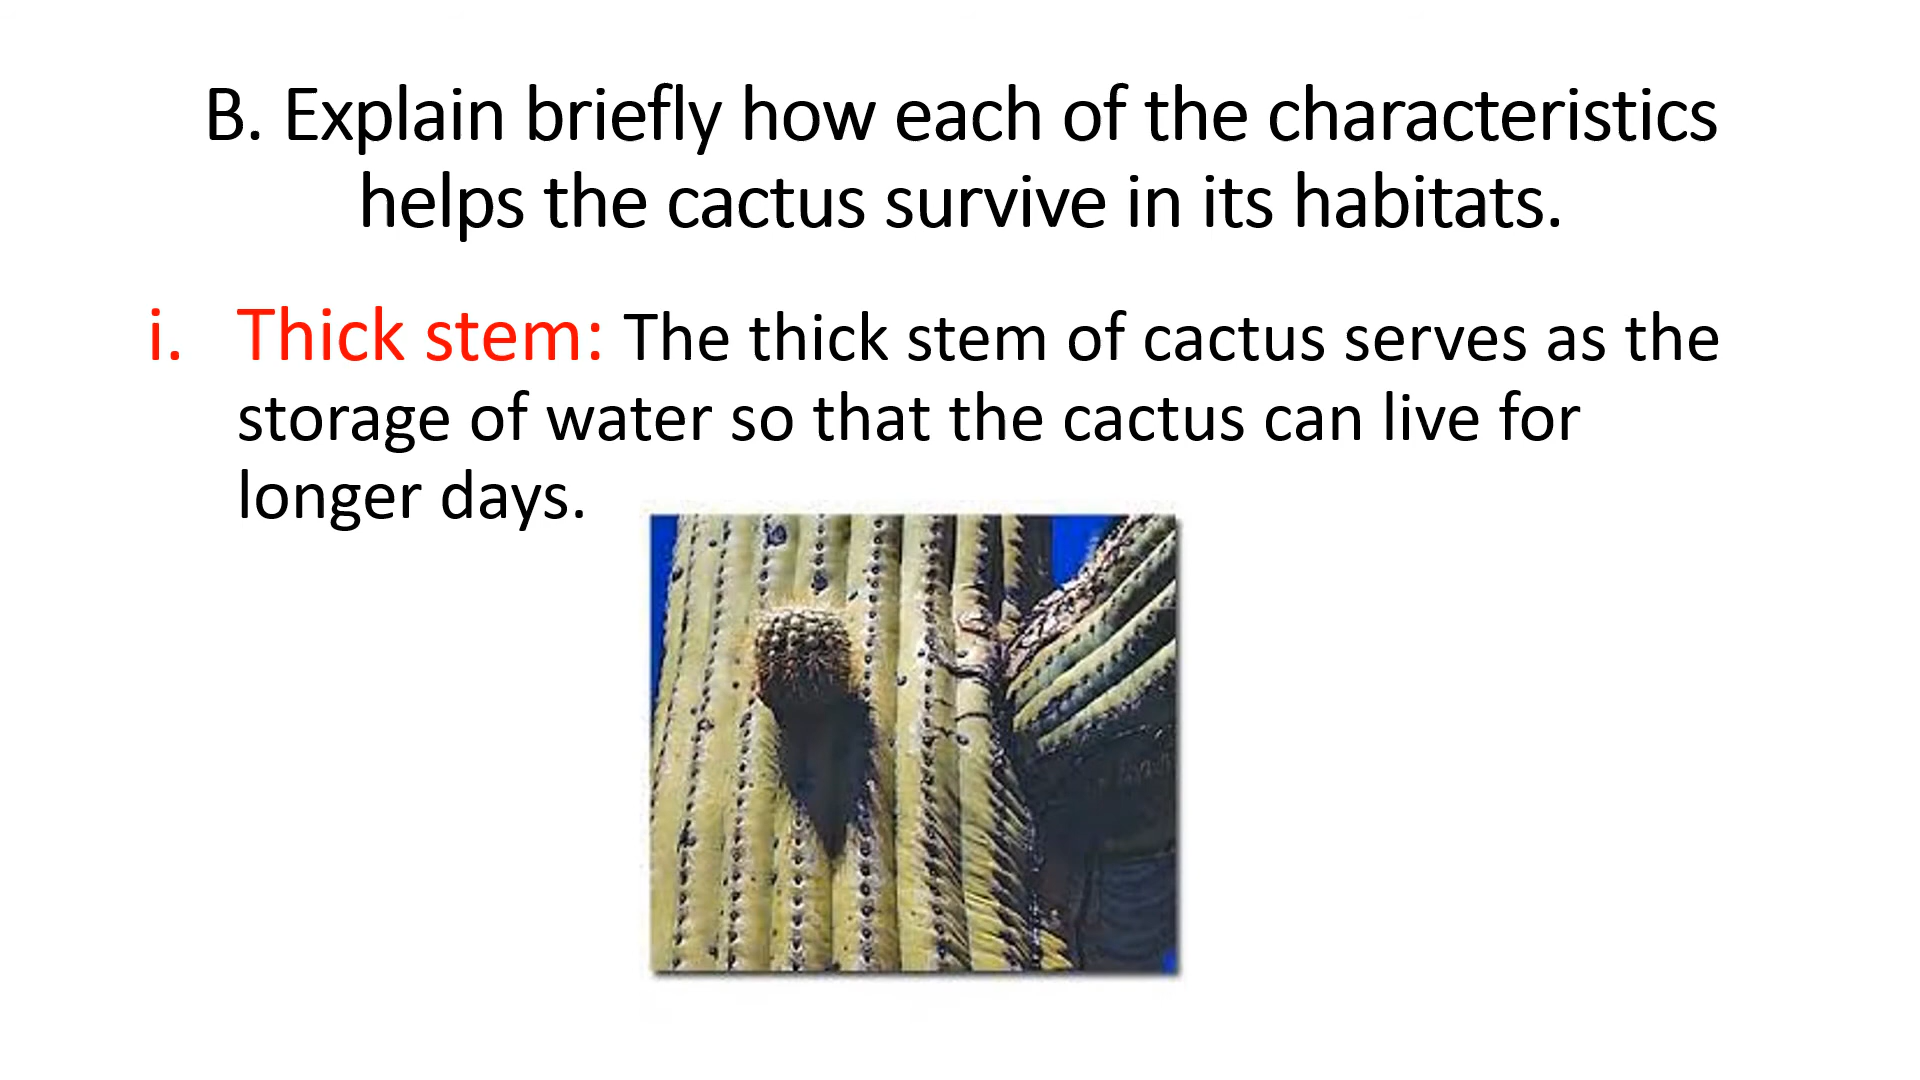 B. Explain briefly how each of the characteristics
helps the cactus survive in its habitats.
i. Thick stem: The thick stem of cactus serves as the
storage of water so that the cactus can live for
longer days.